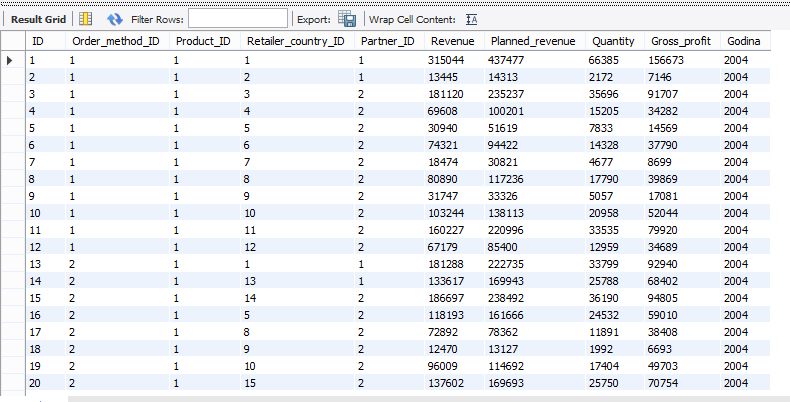 Result Grid Filter Rows: Export: Wrap Cell Content: IA
ID Order_method_ID Product_ID Retailer_country_ID Partner_ID Revenue Planned_revenue Quantity Gross_profit Godina
1 1 1 1 1 315044 437477 66385 156673 2004
2 1 1 2 1 13445 14313 2172 7146 2004
3 1 1 3 2 181120 235237 35696 91707 2004
4 1 1 4 2 69608 100201 15205 34282 2004
5 1 1 5 2 30940 51619 7833 14569 2004
6 1 1 6 2 74321 94422 14328 37790 2004
7 1 1 7 2 18474 30821 4677 8699 2004
8 1 1 8 2 80890 117236 17790 39869 2004
9 1 1 9 2 31747 33326 5057 17081 2004
10 1 1 10 2 103244 138113 20958 52044 2004
11 1 1 11 2 160227 220996 33535 79920 2004
12 1 1 12 2 67179 85400 12959 34689 2004
13 2 1 1 1 181288 222735 33799 92940 2004
14 2 1 13 1 133617 169943 25788 68402 2004
15 2 1 14 2 186697 238492 36190 94805 2004
16 2 1 5 2 118193 161666 24532 59010 2004
17 2 1 8 2 72892 78362 11891 38408 2004
18 2 1 9 2 12470 13127 1992 6693 2004
19 2 1 10 2 96009 114692 17404 49703 2004
20 2 1 15 2 137602 169693 25750 70754 2004